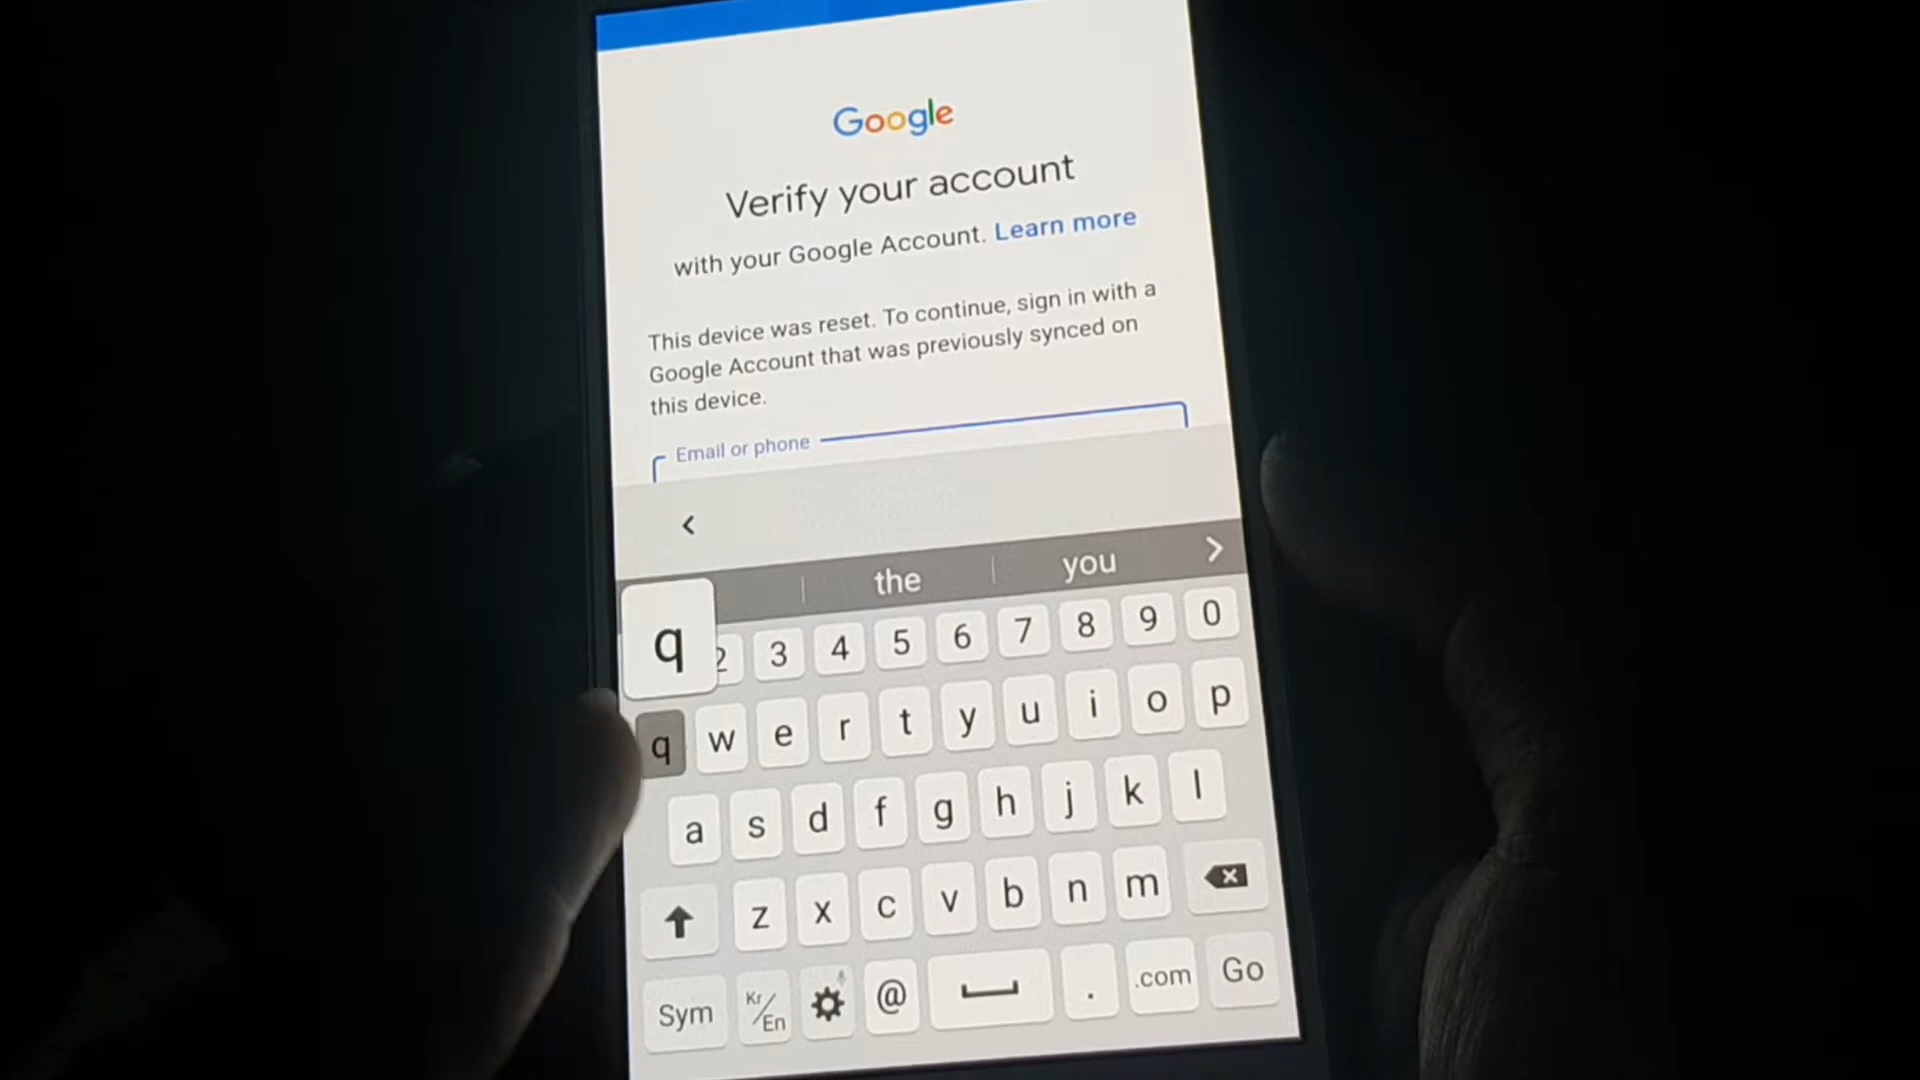 Google
Verify your account
with your Google Account. Learn more
This device was reset. To continue, sign in with a
Google Account that was previously synced on
this device.
Email or phone
<
the you >
q 2 3 4 5 6 7 8 9 0
q w e r t y u i o p
a s d f g h j k l
z x c v b n m
Sym Kr/En @ . .com Go